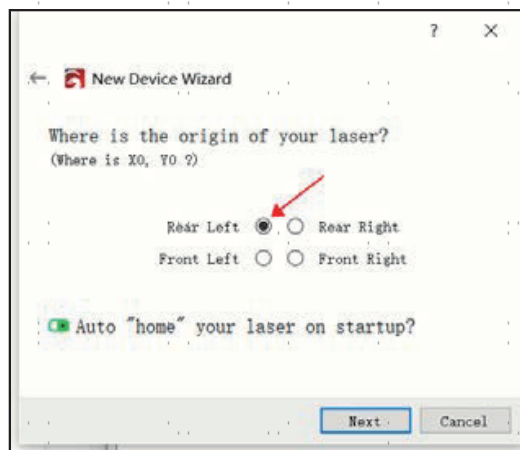 New Device Wizard
Where is the origin of your laser?
(Where is X0, Y0 ?)
Rear Left Rear Right
Front Left Front Right
Auto "home" your laser on startup?
Next Cancel